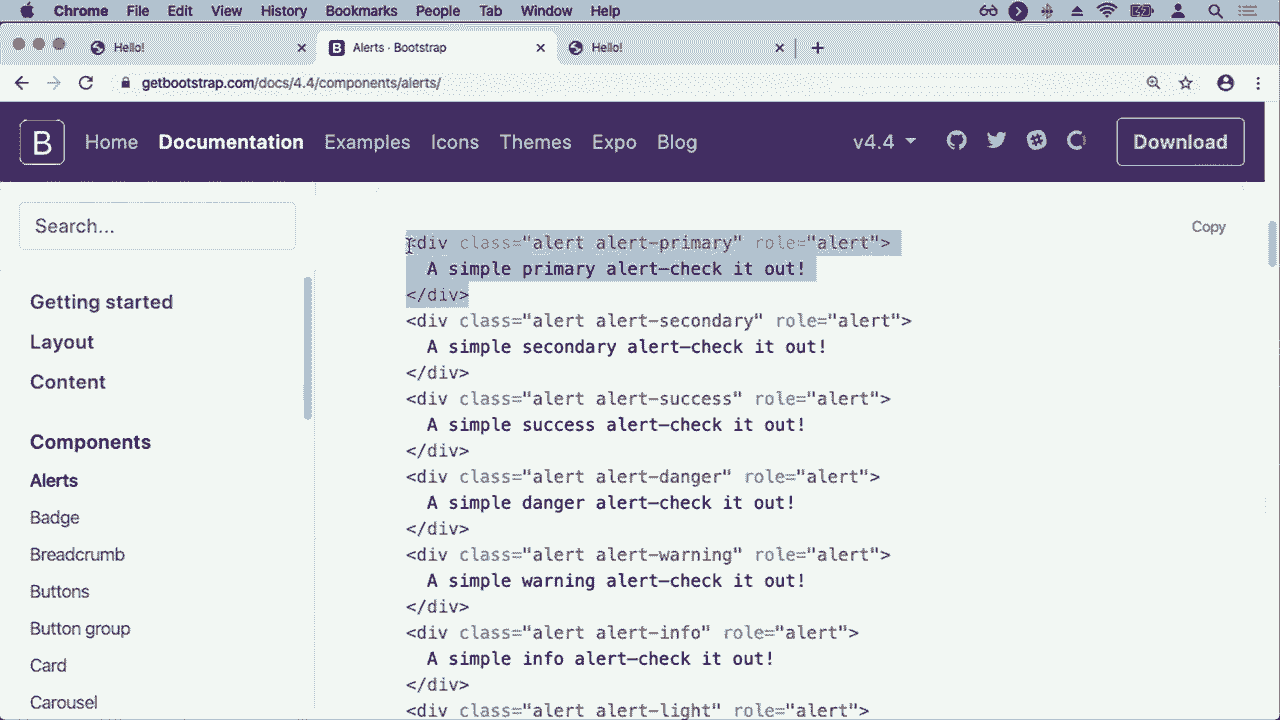 Chrome File Edit View History Bookmarks People Tab Window Help
Hello! Alerts · Bootstrap Hello!
getbootstrap.com/docs/4.4/components/alerts/
B Home Documentation Examples Icons Themes Expo Blog v4.4 Download
Search...
Getting started
Layout
Content
Components
Alerts
Badge
Breadcrumb
Buttons
Button group
Card
Carousel
Copy
<div class="alert alert-primary" role="alert">
A simple primary alert—check it out!
</div>
<div class="alert alert-secondary" role="alert">
A simple secondary alert—check it out!
</div>
<div class="alert alert-success" role="alert">
A simple success alert—check it out!
</div>
<div class="alert alert-danger" role="alert">
A simple danger alert—check it out!
</div>
<div class="alert alert-warning" role="alert">
A simple warning alert—check it out!
</div>
<div class="alert alert-info" role="alert">
A simple info alert—check it out!
</div>
<div class="alert alert-light" role="alert">